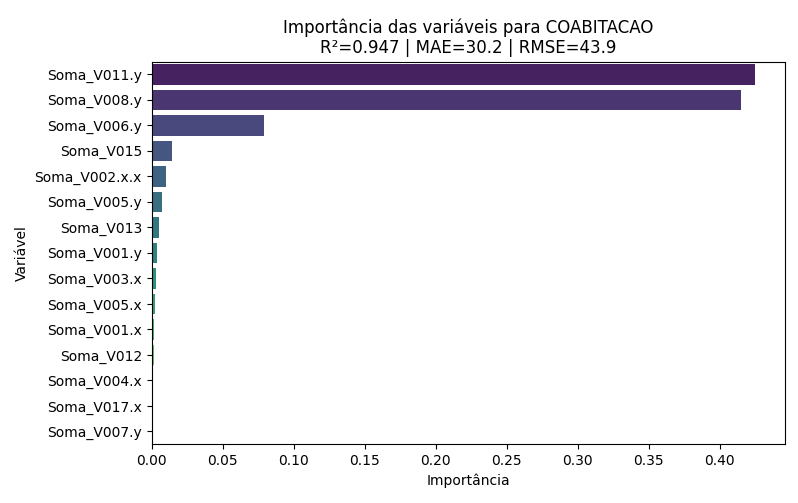 Importância das variáveis para COABITACAO
R²=0.947 | MAE=30.2 | RMSE=43.9
Variável
Soma_V011.y
Soma_V008.y
Soma_V006.y
Soma_V015
Soma_V002.x.x
Soma_V005.y
Soma_V013
Soma_V001.y
Soma_V003.x
Soma_V005.x
Soma_V001.x
Soma_V012
Soma_V004.x
Soma_V017.x
Soma_V007.y
0.00 0.05 0.10 0.15 0.20 0.25 0.30 0.35 0.40
Importância